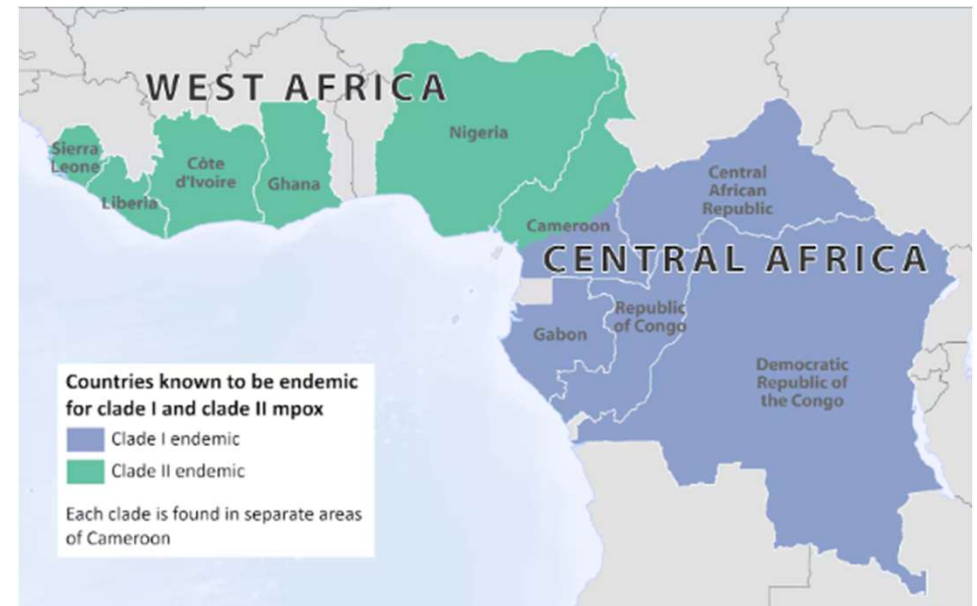 WEST AFRICA
Sierra
Leone
Liberia
Côte
d'Ivoire
Ghana
Nigeria
Cameroon
Central
African
Republic
CENTRAL AFRICA
Gabon
Republic
of Congo
Democratic
Republic of
the Congo
Countries known to be endemic
for clade I and clade II mpox
Clade I endemic
Clade II endemic
Each clade is found in separate areas
of Cameroon